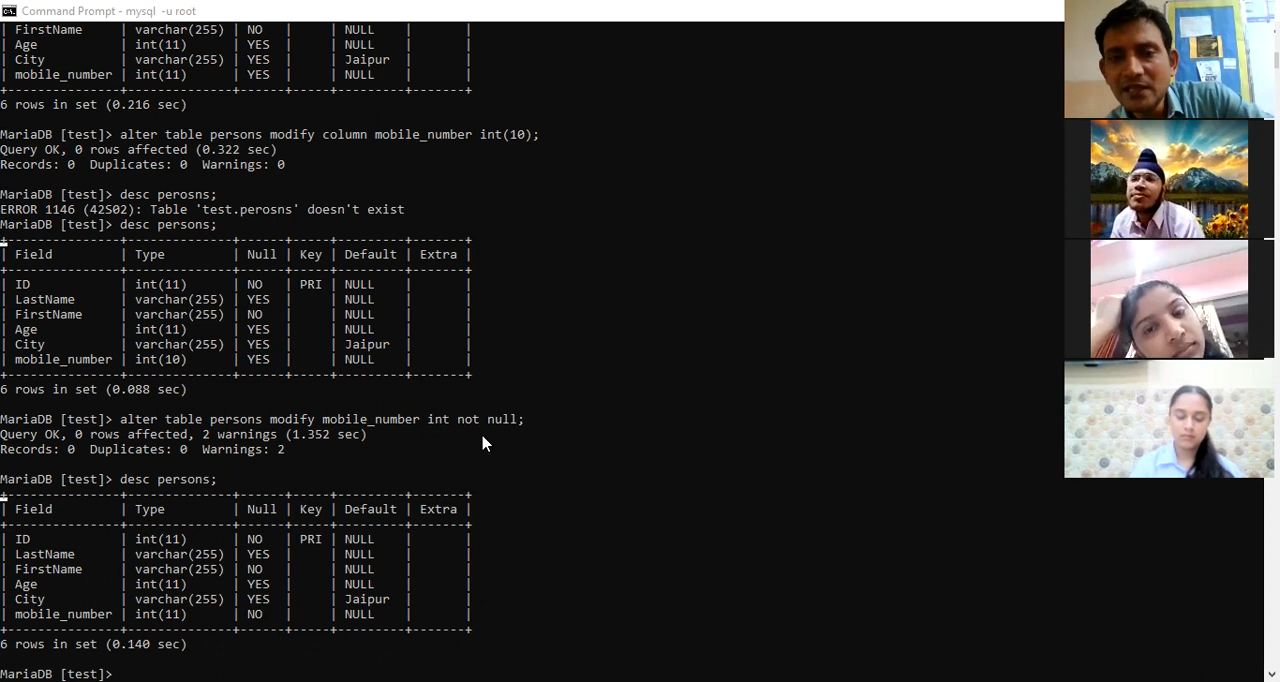 Command Prompt - mysql -u root
| FirstName | varchar(255) | NO | | NULL | |
| Age | int(11) | YES | | NULL | |
| City | varchar(255) | YES | | Jaipur | |
| mobile_number | int(11) | YES | | NULL | |
6 rows in set (0.216 sec)
MariaDB [test]> alter table persons modify column mobile_number int(10);
Query OK, 0 rows affected (0.322 sec)
Records: 0 Duplicates: 0 Warnings: 0
MariaDB [test]> desc perosns;
ERROR 1146 (42S02): Table 'test.perosns' doesn't exist
MariaDB [test]> desc persons;
| Field | Type | Null | Key | Default | Extra |
| ID | int(11) | NO | PRI | NULL | |
| LastName | varchar(255) | YES | | NULL | |
| FirstName | varchar(255) | NO | | NULL | |
| Age | int(11) | YES | | NULL | |
| City | varchar(255) | YES | | Jaipur | |
| mobile_number | int(10) | YES | | NULL | |
6 rows in set (0.088 sec)
MariaDB [test]> alter table persons modify mobile_number int not null;
Query OK, 0 rows affected, 2 warnings (1.352 sec)
Records: 0 Duplicates: 0 Warnings: 2
MariaDB [test]> desc persons;
| Field | Type | Null | Key | Default | Extra |
| ID | int(11) | NO | PRI | NULL | |
| LastName | varchar(255) | YES | | NULL | |
| FirstName | varchar(255) | NO | | NULL | |
| Age | int(11) | YES | | NULL | |
| City | varchar(255) | YES | | Jaipur | |
| mobile_number | int(11) | NO | | NULL | |
6 rows in set (0.140 sec)
MariaDB [test]>